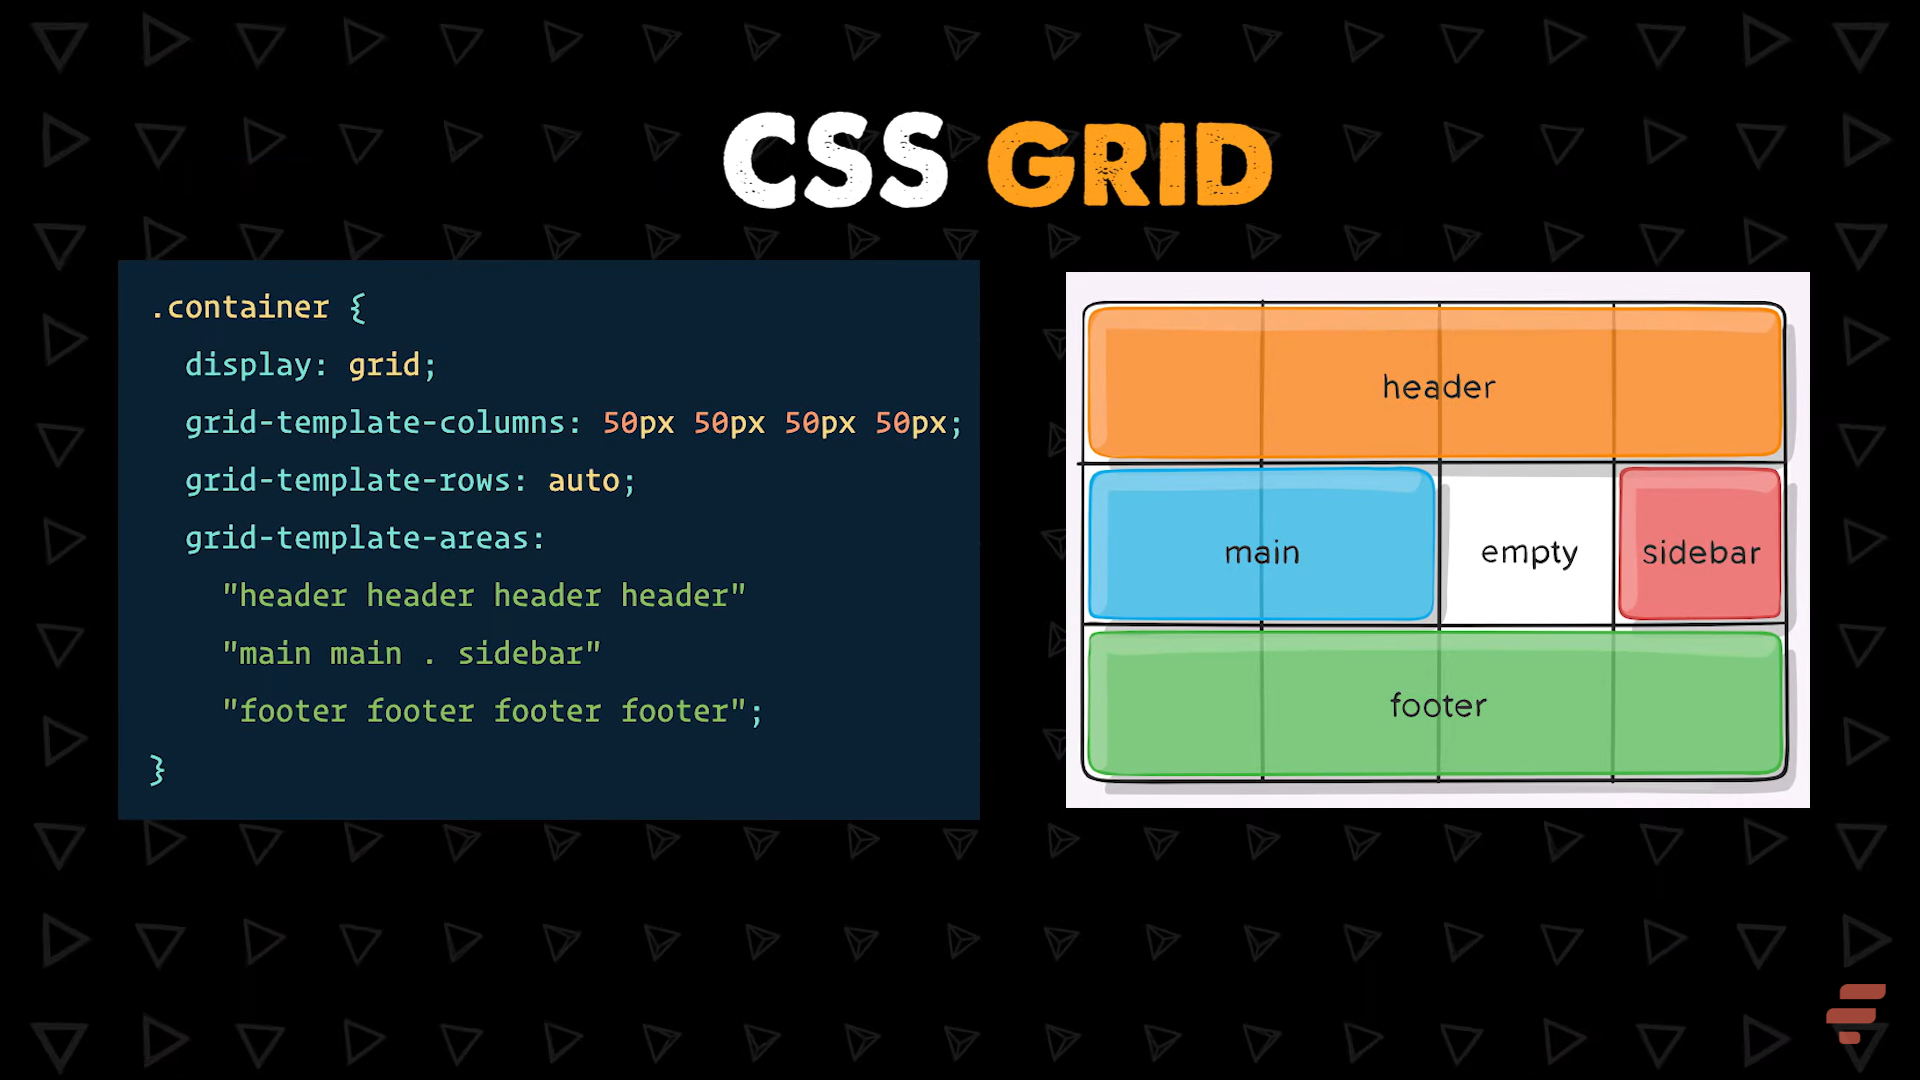 CSS GRID
.container {
display: grid;
grid-template-columns: 50px 50px 50px 50px;
grid-template-rows: auto;
grid-template-areas:
"header header header header"
"main main . sidebar"
"footer footer footer footer";
}
header
main empty sidebar
footer